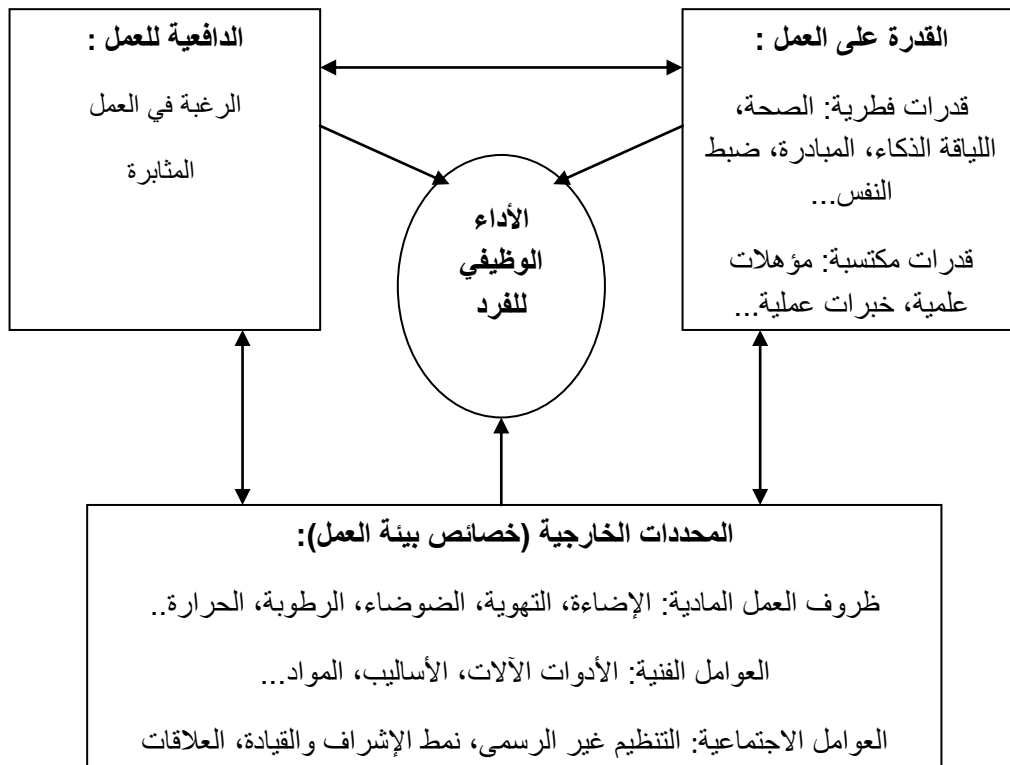 القدرة على العمل :
قدرات فطرية: الصحة،
اللياقة الذكاء، المبادرة، ضبط
النفس...
قدرات مكتسبة: مؤهلات
علمية، خبرات عملية...
الدافعية للعمل :
الرغبة في العمل
المثابرة
الأداء
الوظيفي
للفرد
المحددات الخارجية (خصائص بيئة العمل):
ظروف العمل المادية: الإضاءة، التهوية، الضوضاء، الرطوبة، الحرارة..
العوامل الفنية: الأدوات الآلات، الأساليب، المواد...
العوامل الاجتماعية: التنظيم غير الرسمي، نمط الإشراف والقيادة، العلاقات